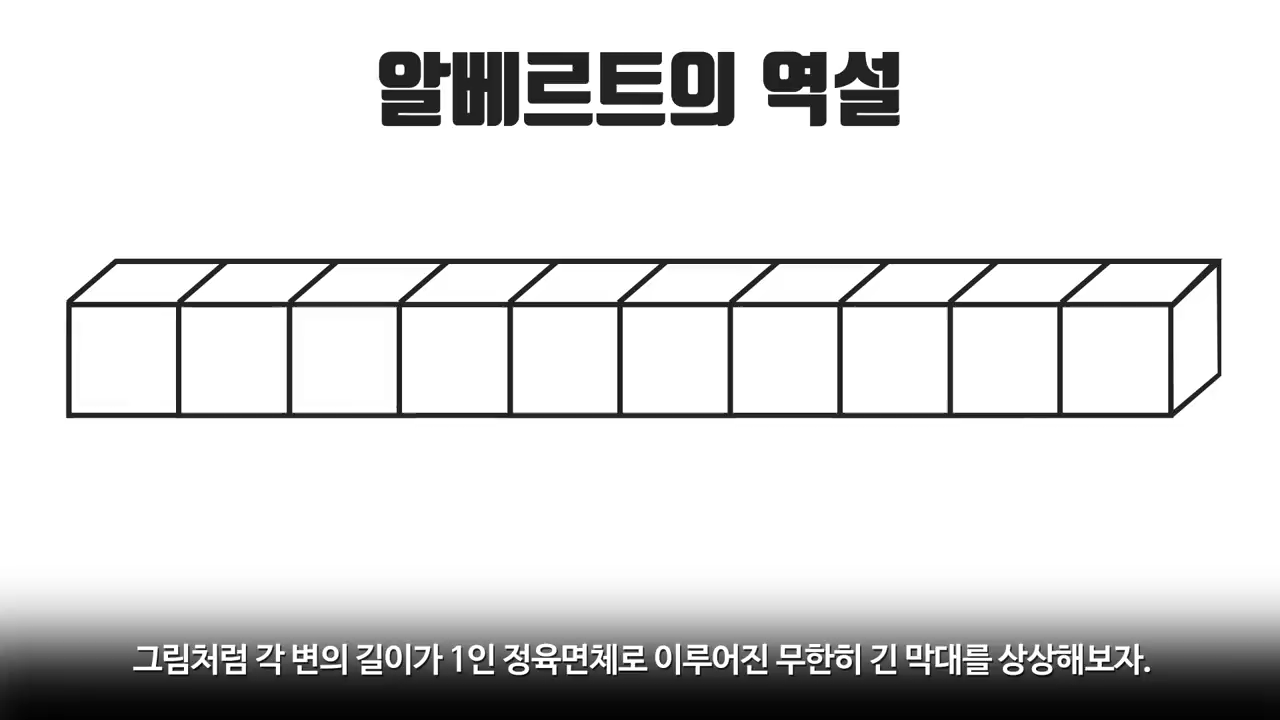 알베르트의 역설
그림처럼 각 변의 길이가 1인 정육면체로 이루어진 무한히 긴 막대를 상상해보자.